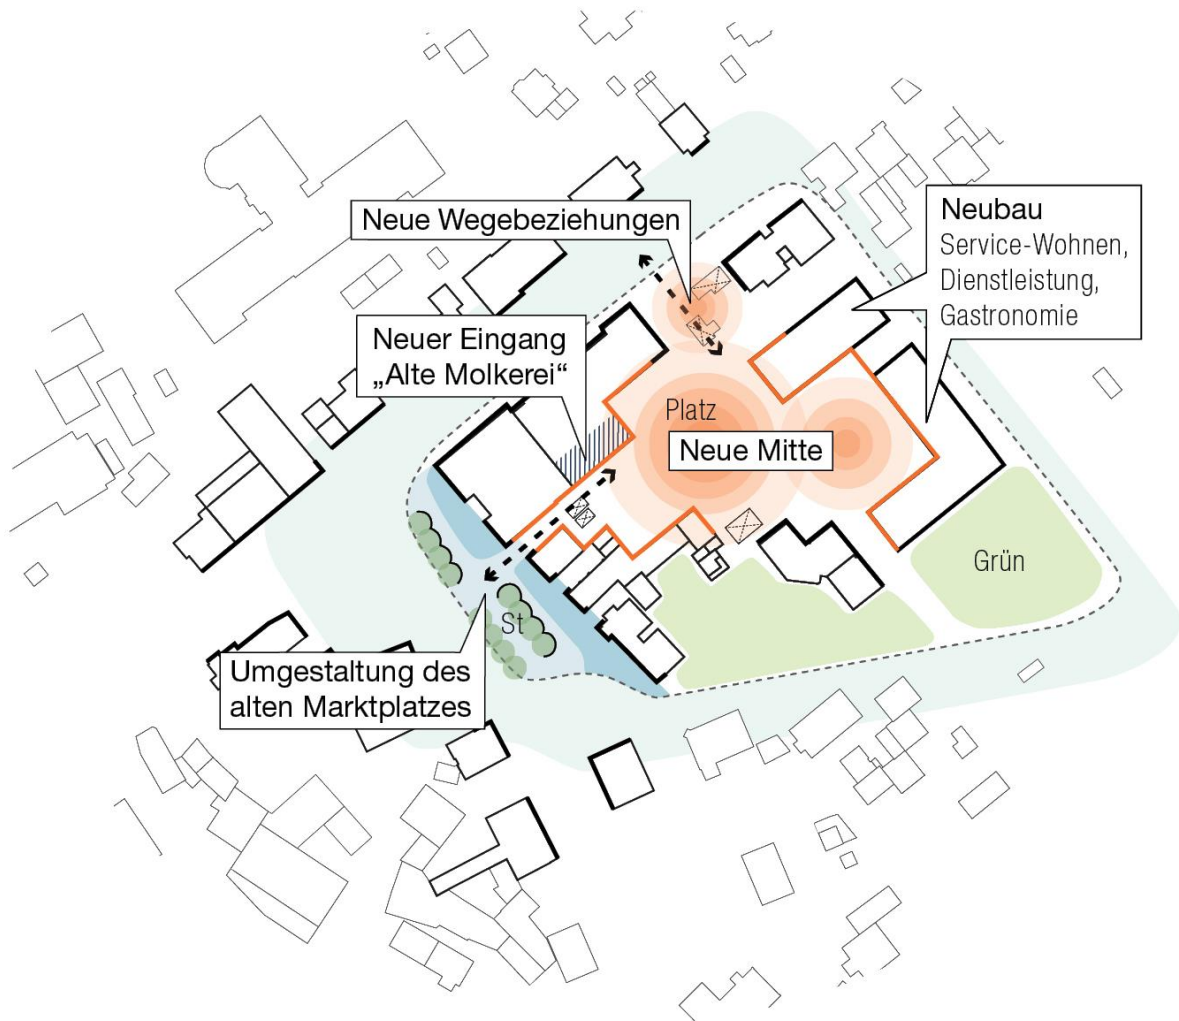 Neue Wegebeziehungen
Neubau
Service-Wohnen,
Dienstleistung,
Gastronomie
Neuer Eingang
„Alte Molkerei“
Platz
Neue Mitte
Grün
St
Umgestaltung des
alten Marktplatzes